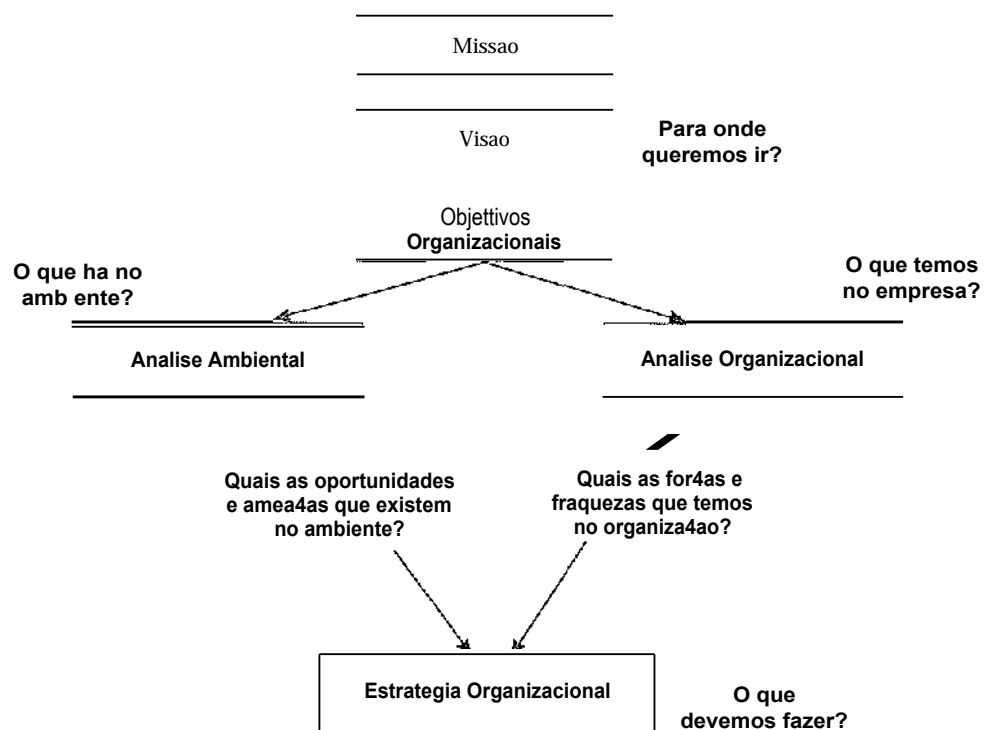 Missao
Visao
Para onde
queremos ir?
Objettivos
Organizacionais
O que ha no
amb ente?
O que temos
no empresa?
Analise Ambiental
Analise Organizacional
Quais as oportunidades
e amea4as que existem
no ambiente?
Quais as for4as e
fraquezas que temos
no organiza4ao?
Estrategia Organizacional
O que
devemos fazer?